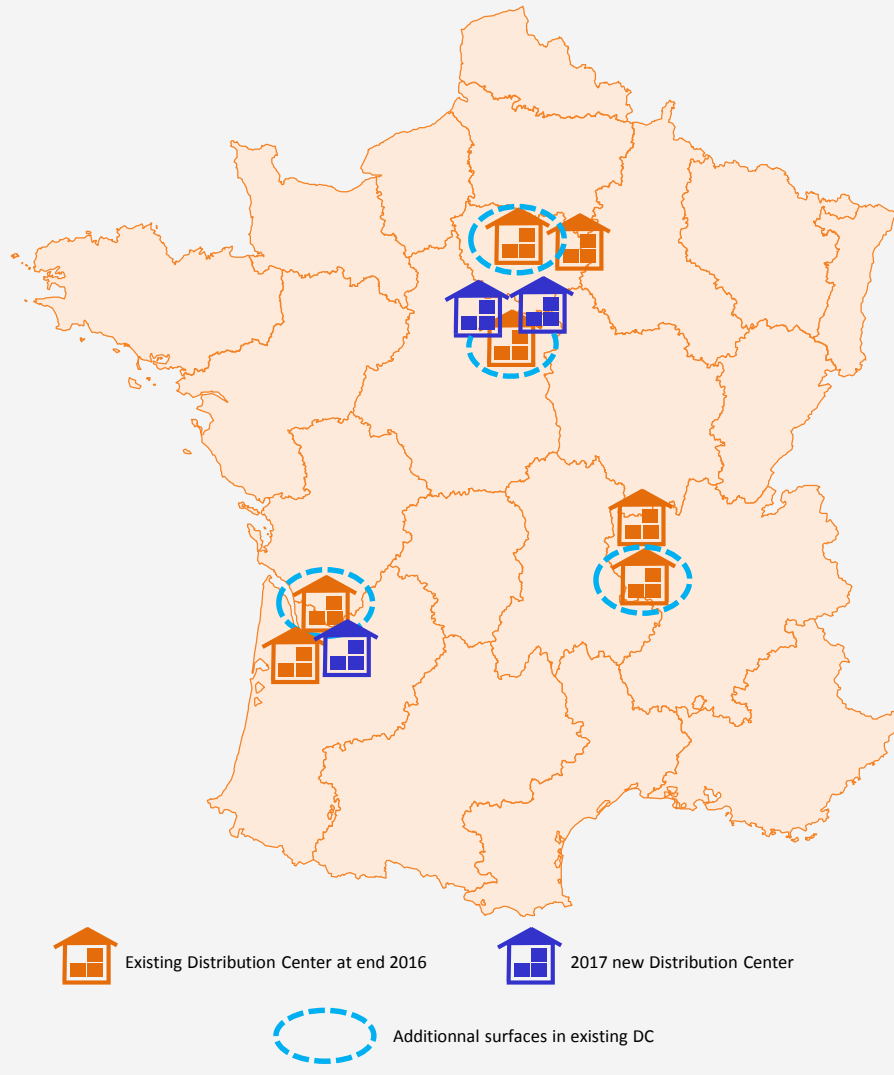 Existing Distribution Center at end 2016
2017 new Distribution Center
Additionnal surfaces in existing DC